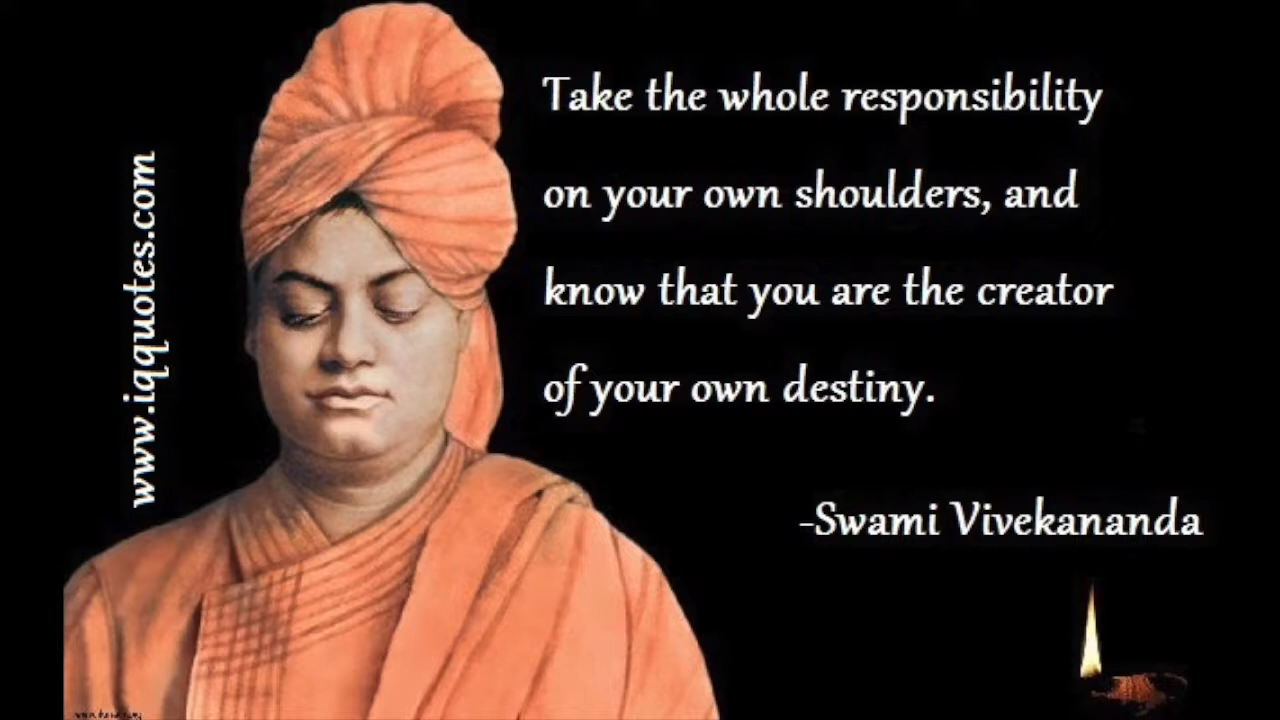 Take the whole responsibility
on your own shoulders, and
know that you are the creator
of your own destiny.
-Swami Vivekananda
www.iqquotes.com